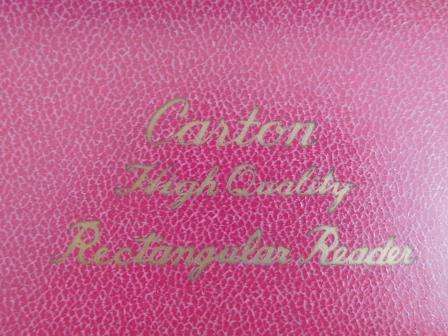 Carton
High Quality
Rectangular Reader